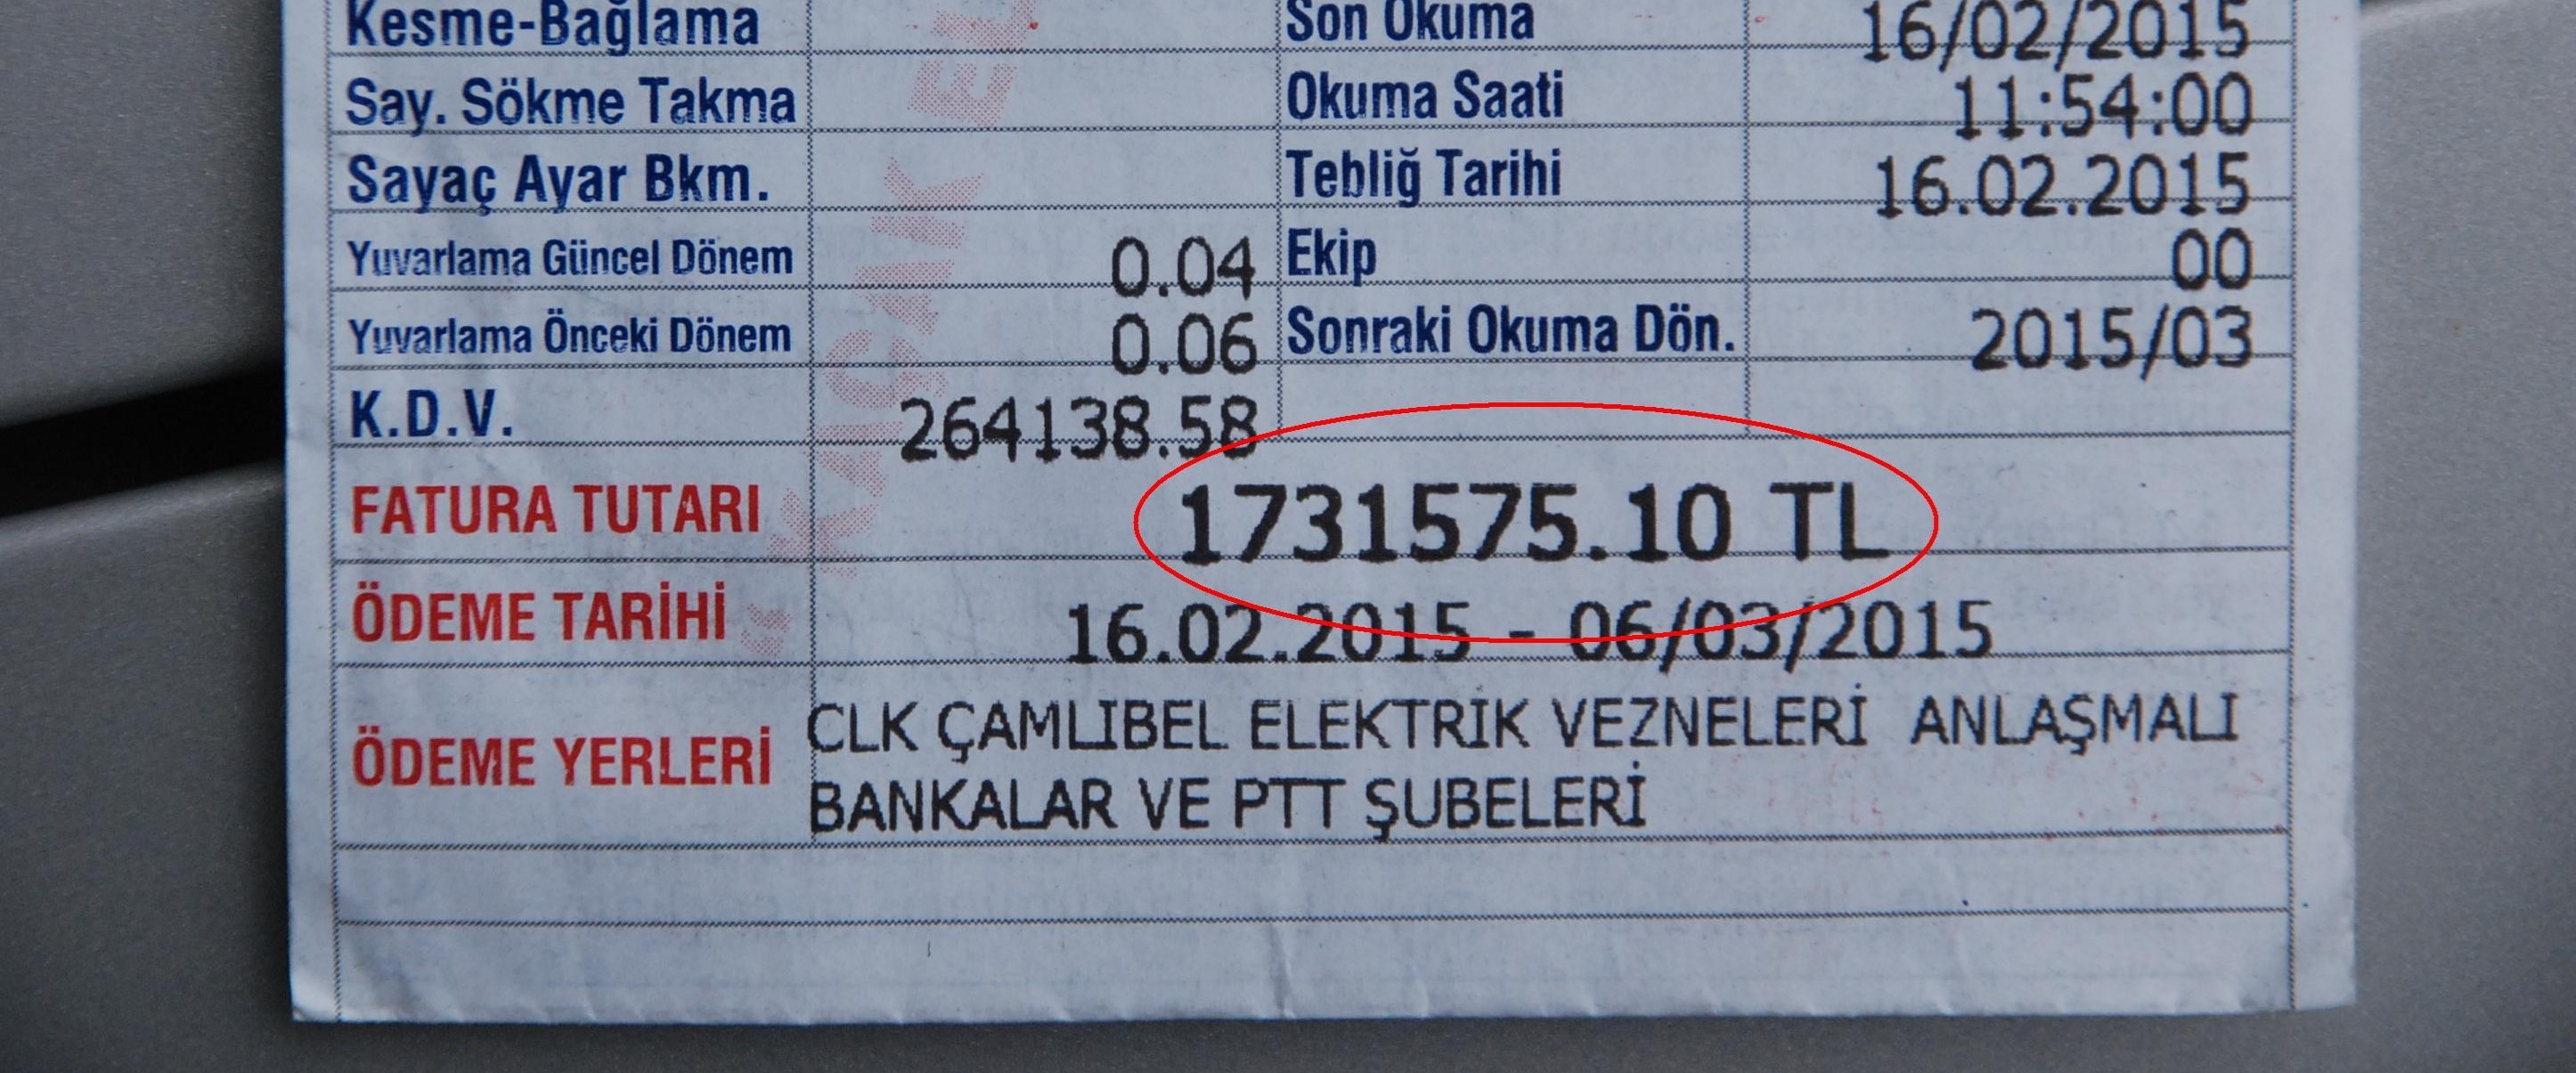 Kesme-Bağlama Son Okuma 16/02/2015
Say. Sökme Takma Okuma Saati 11:54:00
Sayaç Ayar Bkm. Tebliğ Tarihi 16.02.2015
Yuvarlama Güncel Dönem 0.04 Ekip 00
Yuvarlama Önceki Dönem 0.06 Sonraki Okuma Dön. 2015/03
K.D.V. 264138.58
FATURA TUTARI 1731575.10 TL
ÖDEME TARİHİ 16.02.2015 - 06/03/2015
ÖDEME YERLERİ CLK ÇAMLIBEL ELEKTRIK VEZNELERİ ANLAŞMALI
BANKALAR VE PTT ŞUBELERİ
"KAÇAK EL